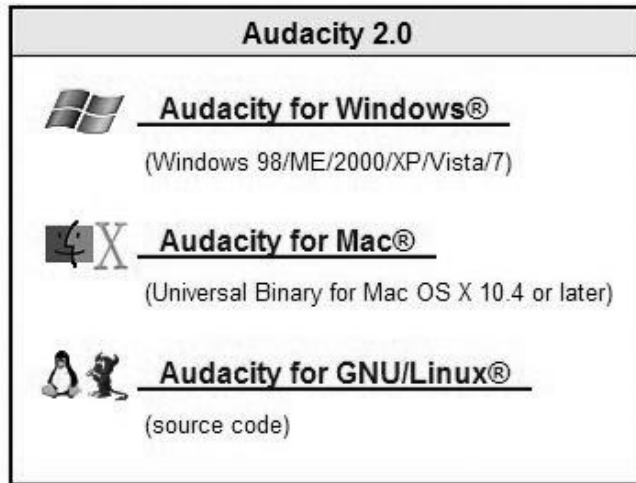 Audacity 2.0
Audacity for Windows®
(Windows 98/ME/2000/XP/Vista/7)
X Audacity for Mac®
(Universal Binary for Mac OS X 10.4 or later)
Audacity for GNU/Linux®
(source code)